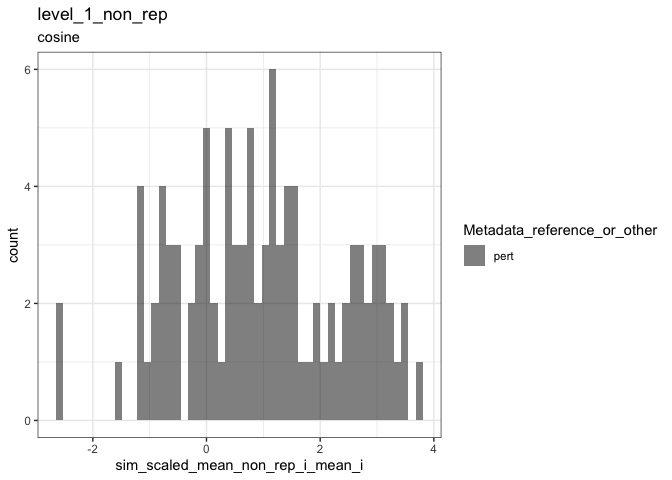 level_1_non_rep
cosine
6
4
2
0
count
-2
0
2
4
sim_scaled_mean_non_rep_i_mean_i
Metadata_reference_or_other
pert